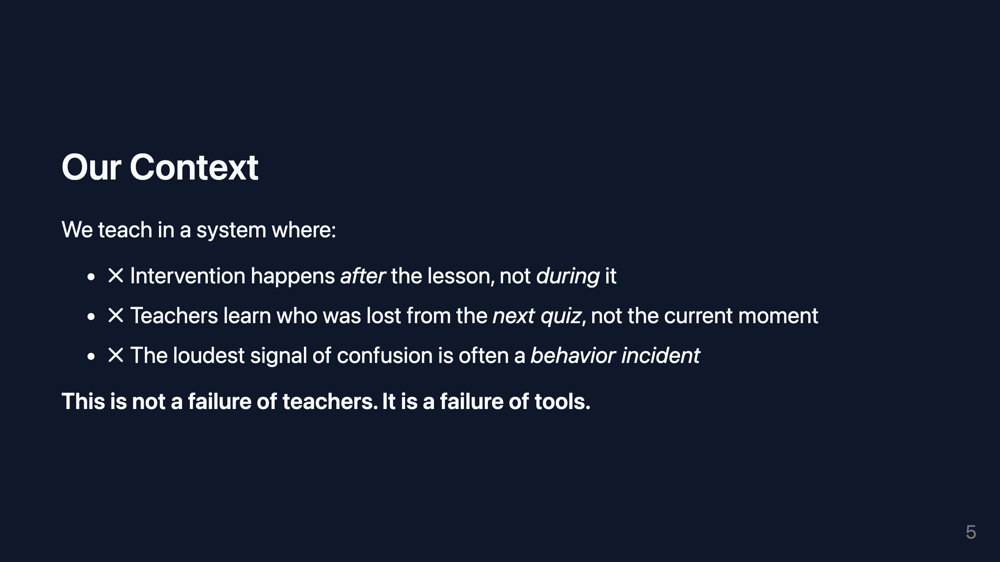 Our Context
We teach in a system where:
• ✕ Intervention happens after the lesson, not during it
• ✕ Teachers learn who was lost from the next quiz, not the current moment
• ✕ The loudest signal of confusion is often a behavior incident
This is not a failure of teachers. It is a failure of tools.
5